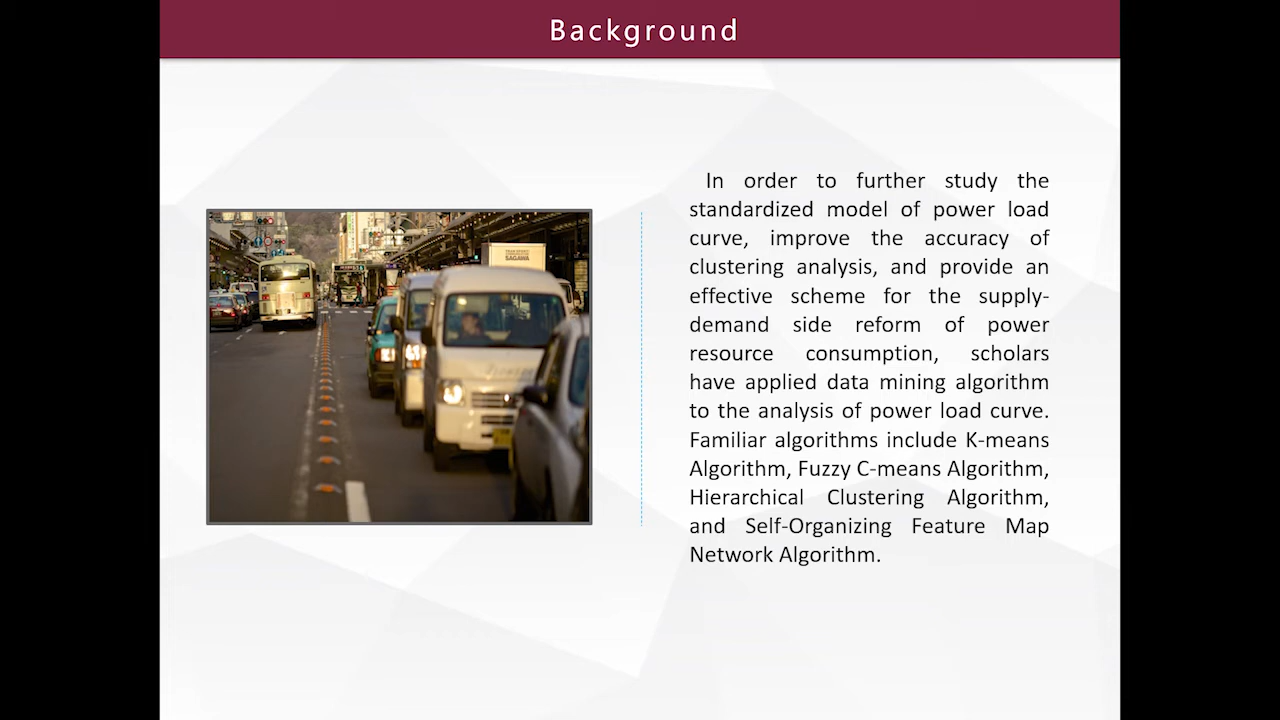 Background
In order to further study the
standardized model of power load
curve, improve the accuracy of
clustering analysis, and provide an
effective scheme for the supply-
demand side reform of power
resource consumption, scholars
have applied data mining algorithm
to the analysis of power load curve.
Familiar algorithms include K-means
Algorithm, Fuzzy C-means Algorithm,
Hierarchical Clustering Algorithm,
and Self-Organizing Feature Map
Network Algorithm.
SAGAWA